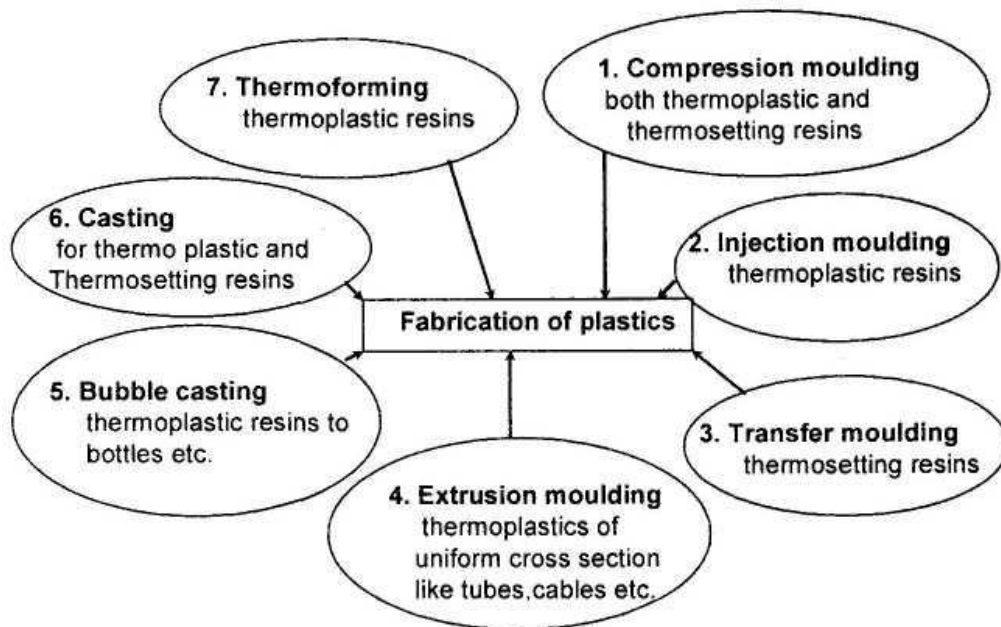 7. Thermoforming
thermoplastic resins
1. Compression moulding
both thermoplastic and
thermosetting resins
6. Casting
for thermo plastic and
Thermosetting resins
2. Injection moulding
thermoplastic resins
Fabrication of plastics
5. Bubble casting
thermoplastic resins to
bottles etc.
3. Transfer moulding
thermosetting resins
4. Extrusion moulding
thermoplastics of
uniform cross section
like tubes,cables etc.